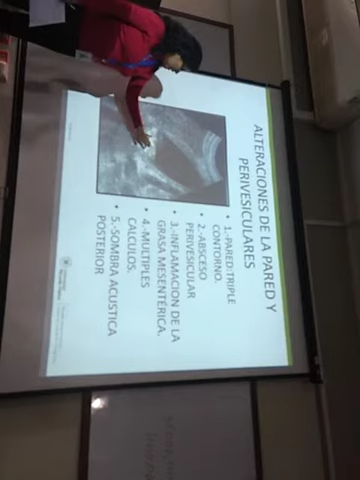 ALTERACIONES DE LA PARED Y
PERIVESICULARES
• 1.-PARED:TRIPLE
CONTORNO.
• 2.-ABSCESO
PERIVESICULAR
• 3.-INFLAMACION DE LA
GRASA MESENTÉRICA.
• 4.-MULTIPLES
CALCULOS.
• 5.-SOMBRA ACUSTICA
POSTERIOR